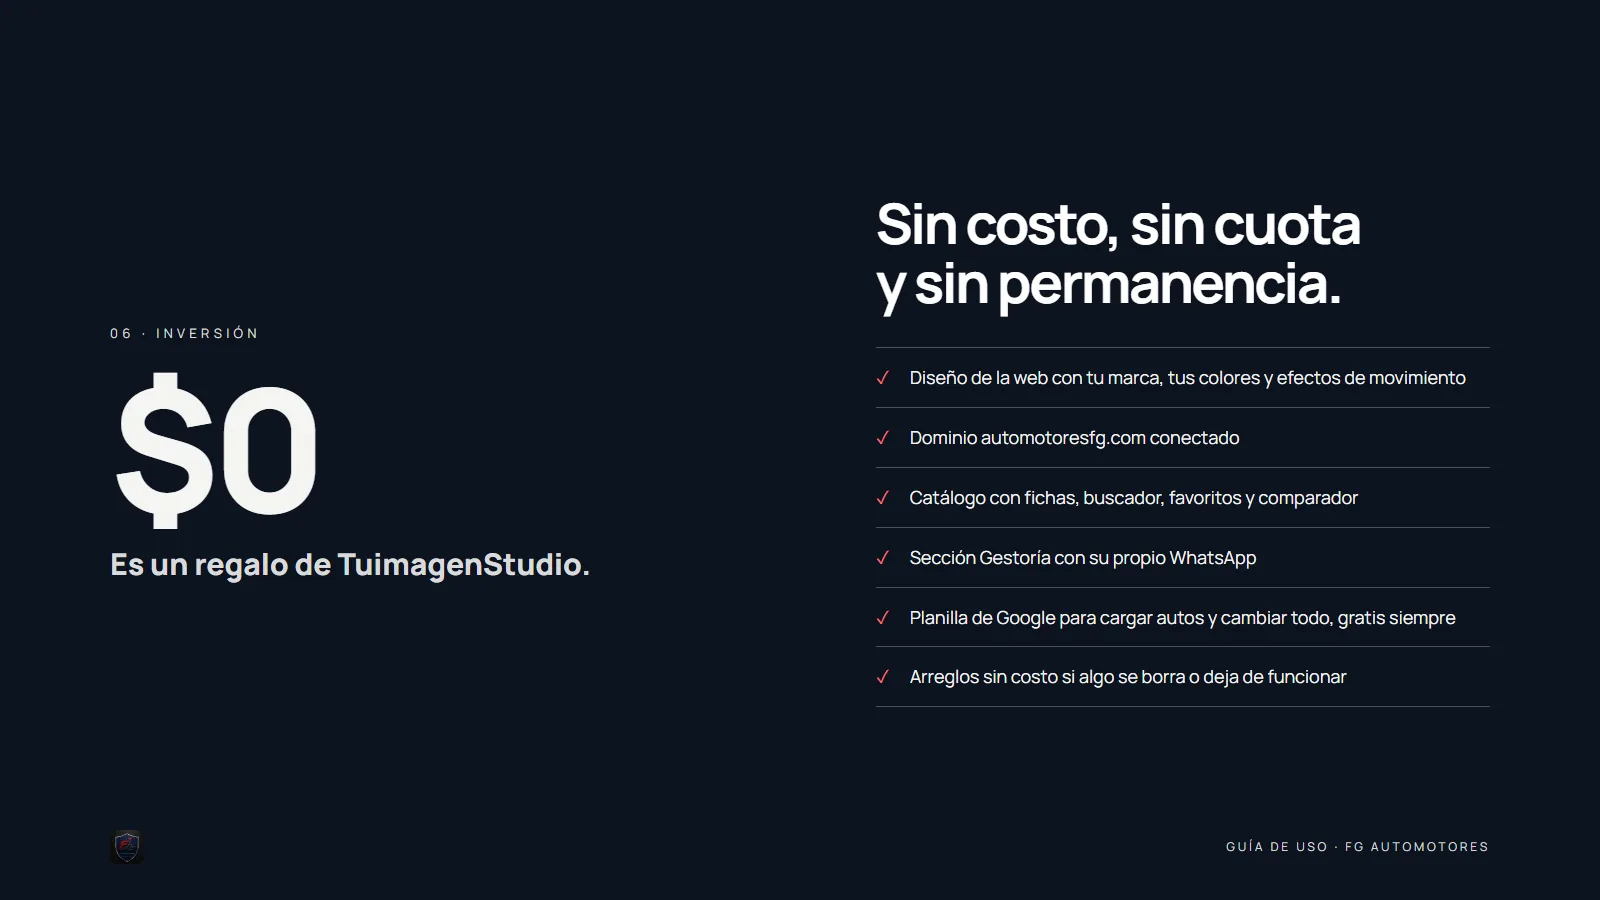 06 · INVERSIÓN
$0
Es un regalo de TuimagenStudio.
Sin costo, sin cuota
y sin permanencia.
✓ Diseño de la web con tu marca, tus colores y efectos de movimiento
✓ Dominio automotoresfg.com conectado
✓ Catálogo con fichas, buscador, favoritos y comparador
✓ Sección Gestoría con su propio WhatsApp
✓ Planilla de Google para cargar autos y cambiar todo, gratis siempre
✓ Arreglos sin costo si algo se borra o deja de funcionar
GUÍA DE USO · FG AUTOMOTORES